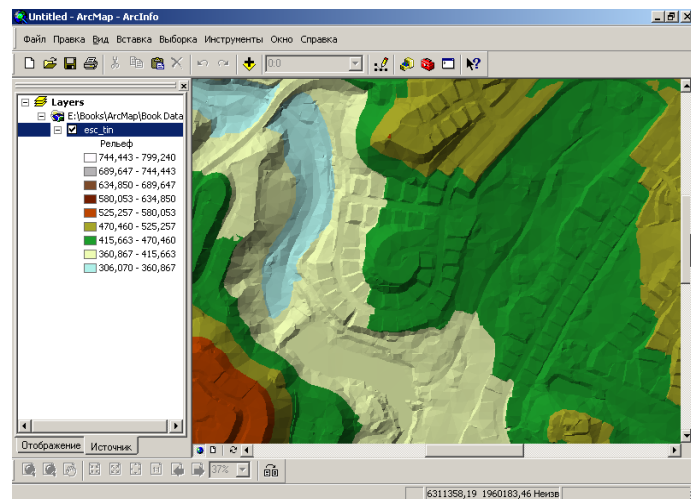 Untitled - ArcMap - ArcInfo
Файл Правка Вид Вставка Выборка Инструменты Окно Справка
0:0
Layers
E:\Books\ArcMap\Book Data
esc_tin
Рельеф
744,443 - 799,240
689,647 - 744,443
634,850 - 689,647
580,053 - 634,850
525,257 - 580,053
470,460 - 525,257
415,663 - 470,460
360,867 - 415,663
306,070 - 360,867
Отображение Источник
37%
6311358,19 1960183,46 Неизв